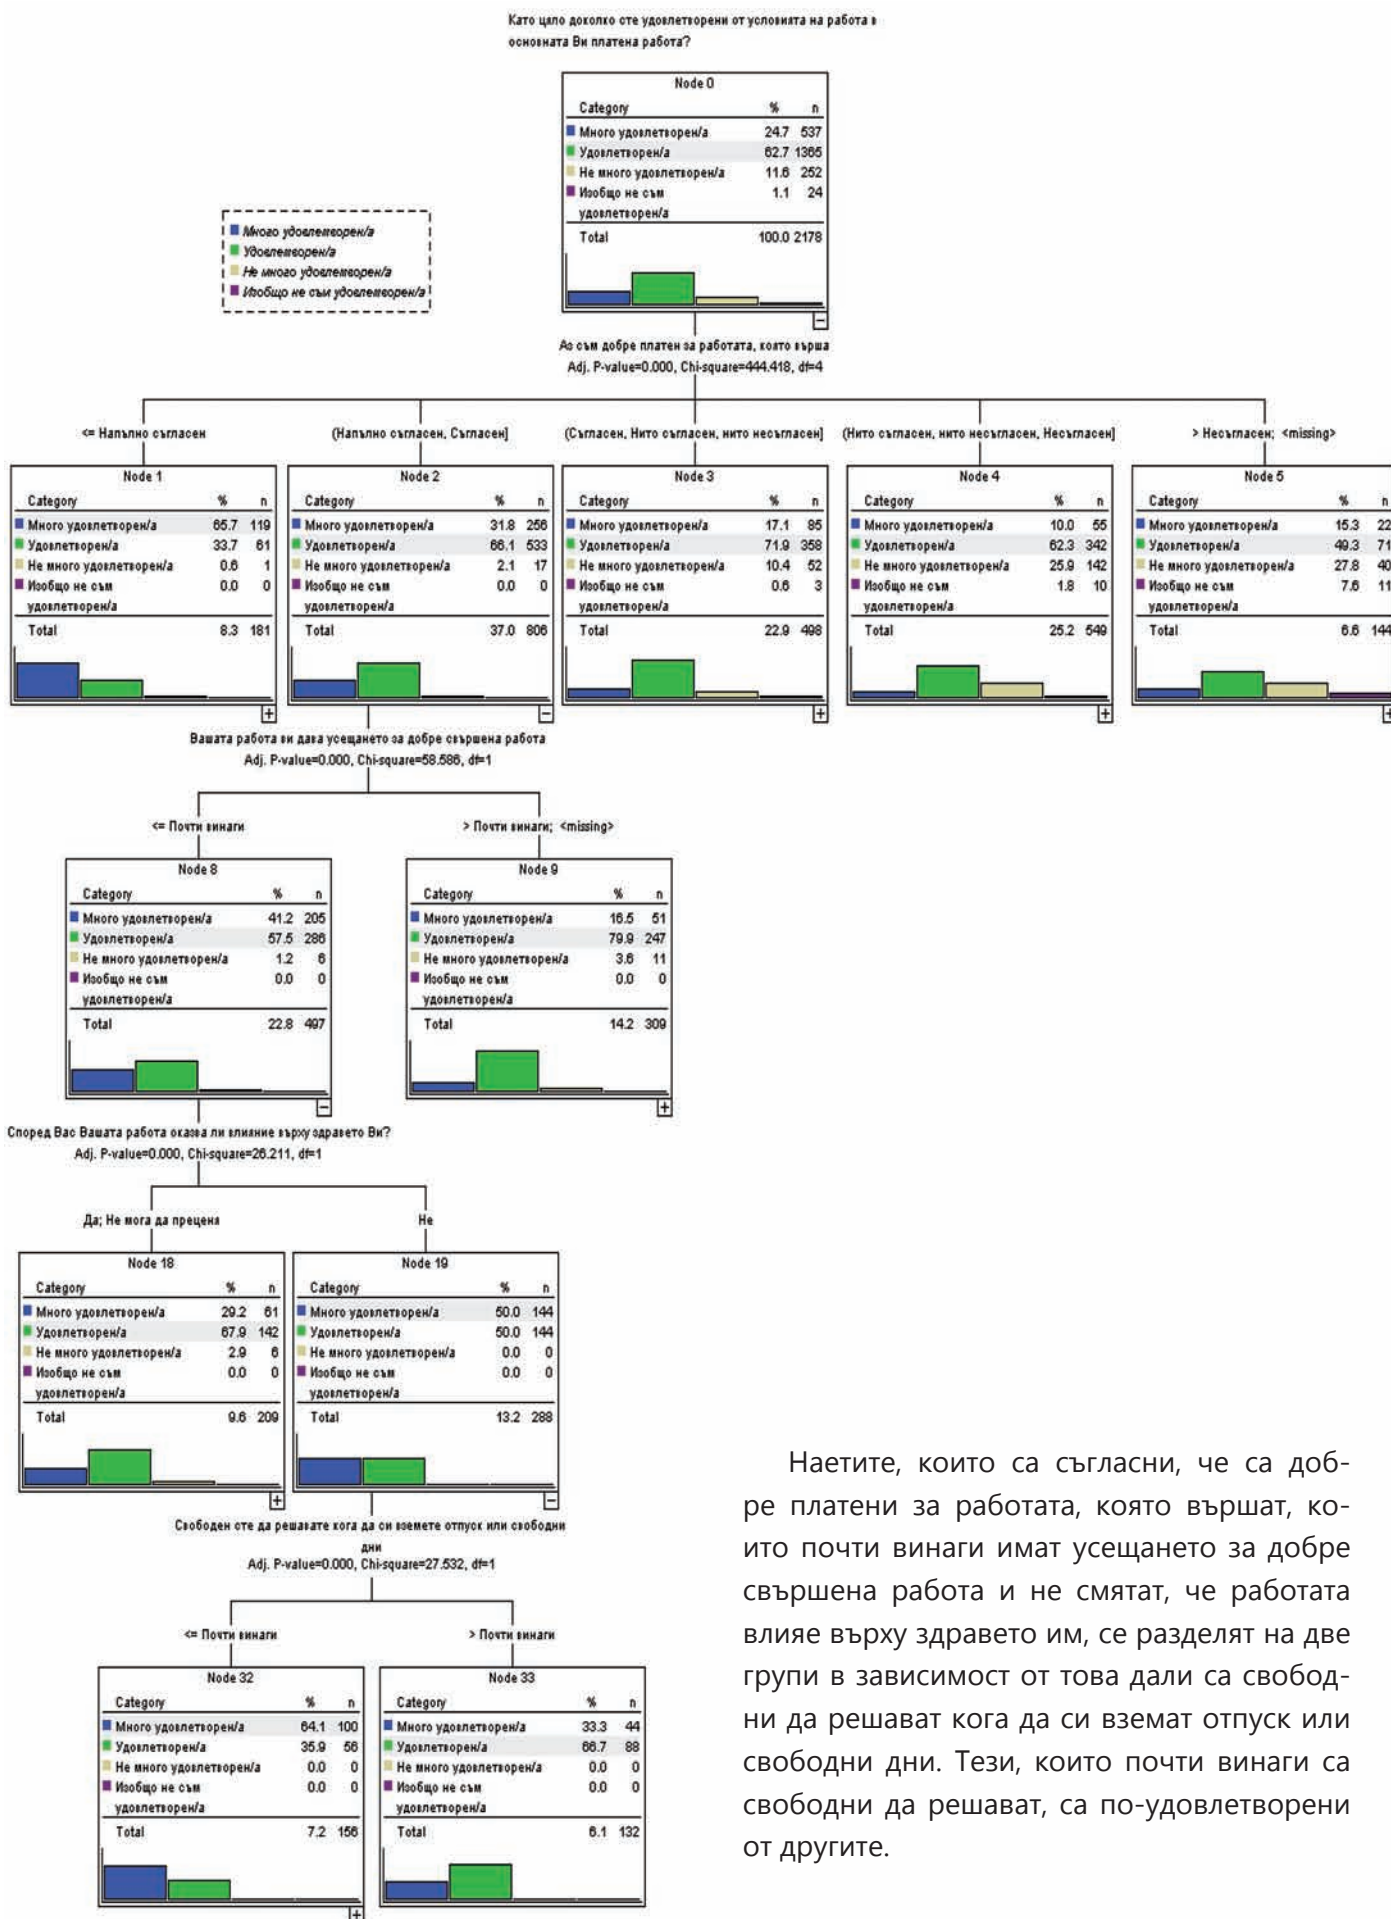 Като цяло доколко сте удовлетворени от условията на работа в
основната Ви платена работа?
Node 0
Category % n
Много удовлетворен/а 24.7 537
Удовлетворен/а 62.7 1365
Не много удовлетворен/а 11.6 252
Изобщо не съм 1.1 24
удовлетворен/а
Total 100.0 2178
Много удовлетворен/а
Удовлетворен/а
Не много удовлетворен/а
Изобщо не съм удовлетворен/а
Аз съм добре платен за работата, която върша
Adj. P-value=0.000, Chi-square=444.418, df=4
<= Напълно съгласен
(Напълно съгласен, Съгласен]
(Съгласен, Нито съгласен, нито несъгласен]
(Нито съгласен, нито несъгласен, Несъгласен]
> Несъгласен; <missing>
Node 1
Category % n
Много удовлетворен/а 65.7 119
Удовлетворен/а 33.7 61
Не много удовлетворен/а 0.6 1
Изобщо не съм 0.0 0
удовлетворен/а
Total 8.3 181
Node 2
Category % n
Много удовлетворен/а 31.8 256
Удовлетворен/а 66.1 533
Не много удовлетворен/а 2.1 17
Изобщо не съм 0.0 0
удовлетворен/а
Total 37.0 806
Node 3
Category % n
Много удовлетворен/а 17.1 85
Удовлетворен/а 71.9 358
Не много удовлетворен/а 10.4 52
Изобщо не съм 0.6 3
удовлетворен/а
Total 22.9 498
Node 4
Category % n
Много удовлетворен/а 10.0 55
Удовлетворен/а 62.3 342
Не много удовлетворен/а 25.9 142
Изобщо не съм 1.8 10
удовлетворен/а
Total 25.2 549
Node 5
Category % n
Много удовлетворен/а 15.3 22
Удовлетворен/а 49.3 71
Не много удовлетворен/а 27.8 40
Изобщо не съм 7.6 11
удовлетворен/а
Total 6.6 144
Вашата работа ви дава усещането за добре свършена работа
Adj. P-value=0.000, Chi-square=58.586, df=1
<= Почти винаги
> Почти винаги; <missing>
Node 8
Category % n
Много удовлетворен/а 41.2 205
Удовлетворен/а 57.5 286
Не много удовлетворен/а 1.2 6
Изобщо не съм 0.0 0
удовлетворен/а
Total 22.8 497
Node 9
Category % n
Много удовлетворен/а 16.5 51
Удовлетворен/а 79.9 247
Не много удовлетворен/а 3.6 11
Изобщо не съм 0.0 0
удовлетворен/а
Total 14.2 309
Според Вас Вашата работа оказва ли влияние върху здравето Ви?
Adj. P-value=0.000, Chi-square=26.211, df=1
Да; Не мога да преценя
Не
Node 18
Category % n
Много удовлетворен/а 29.2 61
Удовлетворен/а 67.9 142
Не много удовлетворен/а 2.9 6
Изобщо не съм 0.0 0
удовлетворен/а
Total 9.6 209
Node 19
Category % n
Много удовлетворен/а 50.0 144
Удовлетворен/а 50.0 144
Не много удовлетворен/а 0.0 0
Изобщо не съм 0.0 0
удовлетворен/а
Total 13.2 288
Свободен сте да решавате кога да си вземете отпуск или свободни
дни
Adj. P-value=0.000, Chi-square=27.532, df=1
<= Почти винаги
> Почти винаги
Node 32
Category % n
Много удовлетворен/а 64.1 100
Удовлетворен/а 35.9 56
Не много удовлетворен/а 0.0 0
Изобщо не съм 0.0 0
удовлетворен/а
Total 7.2 156
Node 33
Category % n
Много удовлетворен/а 33.3 44
Удовлетворен/а 66.7 88
Не много удовлетворен/а 0.0 0
Изобщо не съм 0.0 0
удовлетворен/а
Total 6.1 132
Наетите, които са съгласни, че са доб-
ре платени за работата, която вършат, ко-
ито почти винаги имат усещането за добре
свършена работа и не смятат, че работата
влияе върху здравето им, се разделят на две
групи в зависимост от това дали са свобод-
ни да решават кога да си вземат отпуск или
свободни дни. Тези, които почти винаги са
свободни да решават, са по-удовлетворени
от другите.